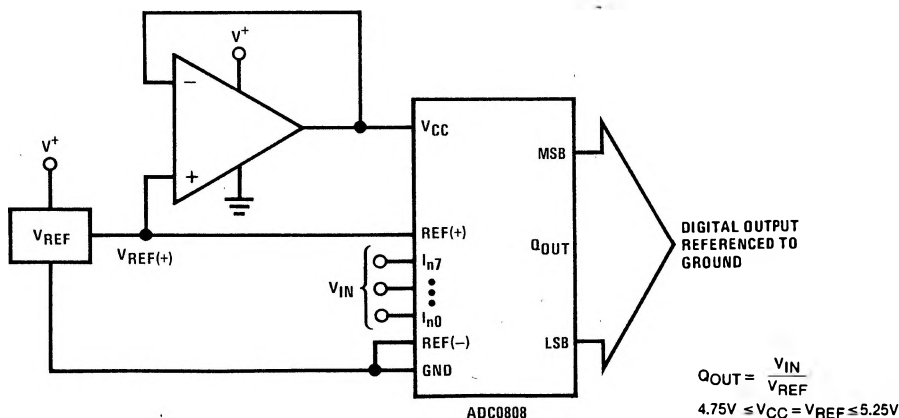 V+
−
+
V+
VREF
VREF(+)
VCC
REF(+)
VIN
In7
In0
REF(−)
GND
MSB
QOUT
LSB
ADC0808
DIGITAL OUTPUT
REFERENCED TO
GROUND
QOUT = VIN / VREF
4.75V ≤ VCC = VREF ≤ 5.25V